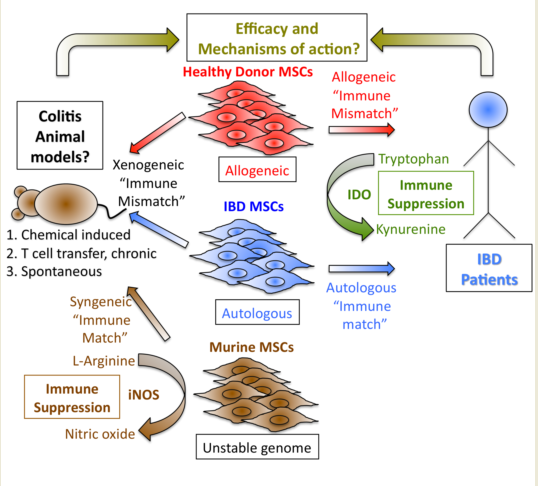 Efficacy and
Mechanisms of action?
Healthy Donor MSCs
Allogeneic
“Immune
Mismatch”
Colitis
Animal
models?
Allogeneic
Xenogeneic
“Immune
Mismatch”
Tryptophan
IDO
Immune
Suppression
Kynurenine
IBD MSCs
1. Chemical induced
2. T cell transfer, chronic
3. Spontaneous
IBD
Patients
Autologous
Autologous
“Immune
match”
Syngeneic
“Immune
Match”
Murine MSCs
L-Arginine
Immune
Suppression
iNOS
Nitric oxide
Unstable genome